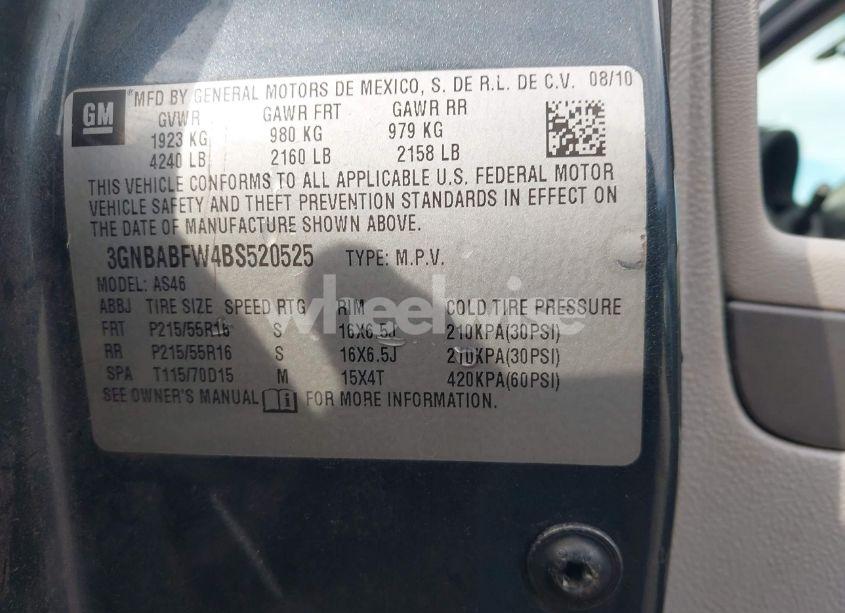 GM
MFD BY GENERAL MOTORS DE MEXICO, S. DE R.L. DE C.V. 08/10
GVWR GAWR FRT GAWR RR
1923 KG 980 KG 979 KG
4240 LB 2160 LB 2158 LB
THIS VEHICLE CONFORMS TO ALL APPLICABLE U.S. FEDERAL MOTOR
VEHICLE SAFETY AND THEFT PREVENTION STANDARDS IN EFFECT ON
THE DATE OF MANUFACTURE SHOWN ABOVE.
3GNBABFW4BS520525 TYPE: M.P.V.
MODEL: AS46
ABBJ TIRE SIZE SPEED RTG RIM COLD TIRE PRESSURE
FRT P215/55R16 S 16X6.5J 210KPA(30PSI)
RR P215/55R16 S 16X6.5J 210KPA(30PSI)
SPA T115/70D15 M 15X4T 420KPA(60PSI)
SEE OWNER'S MANUAL i FOR MORE INFORMATION.